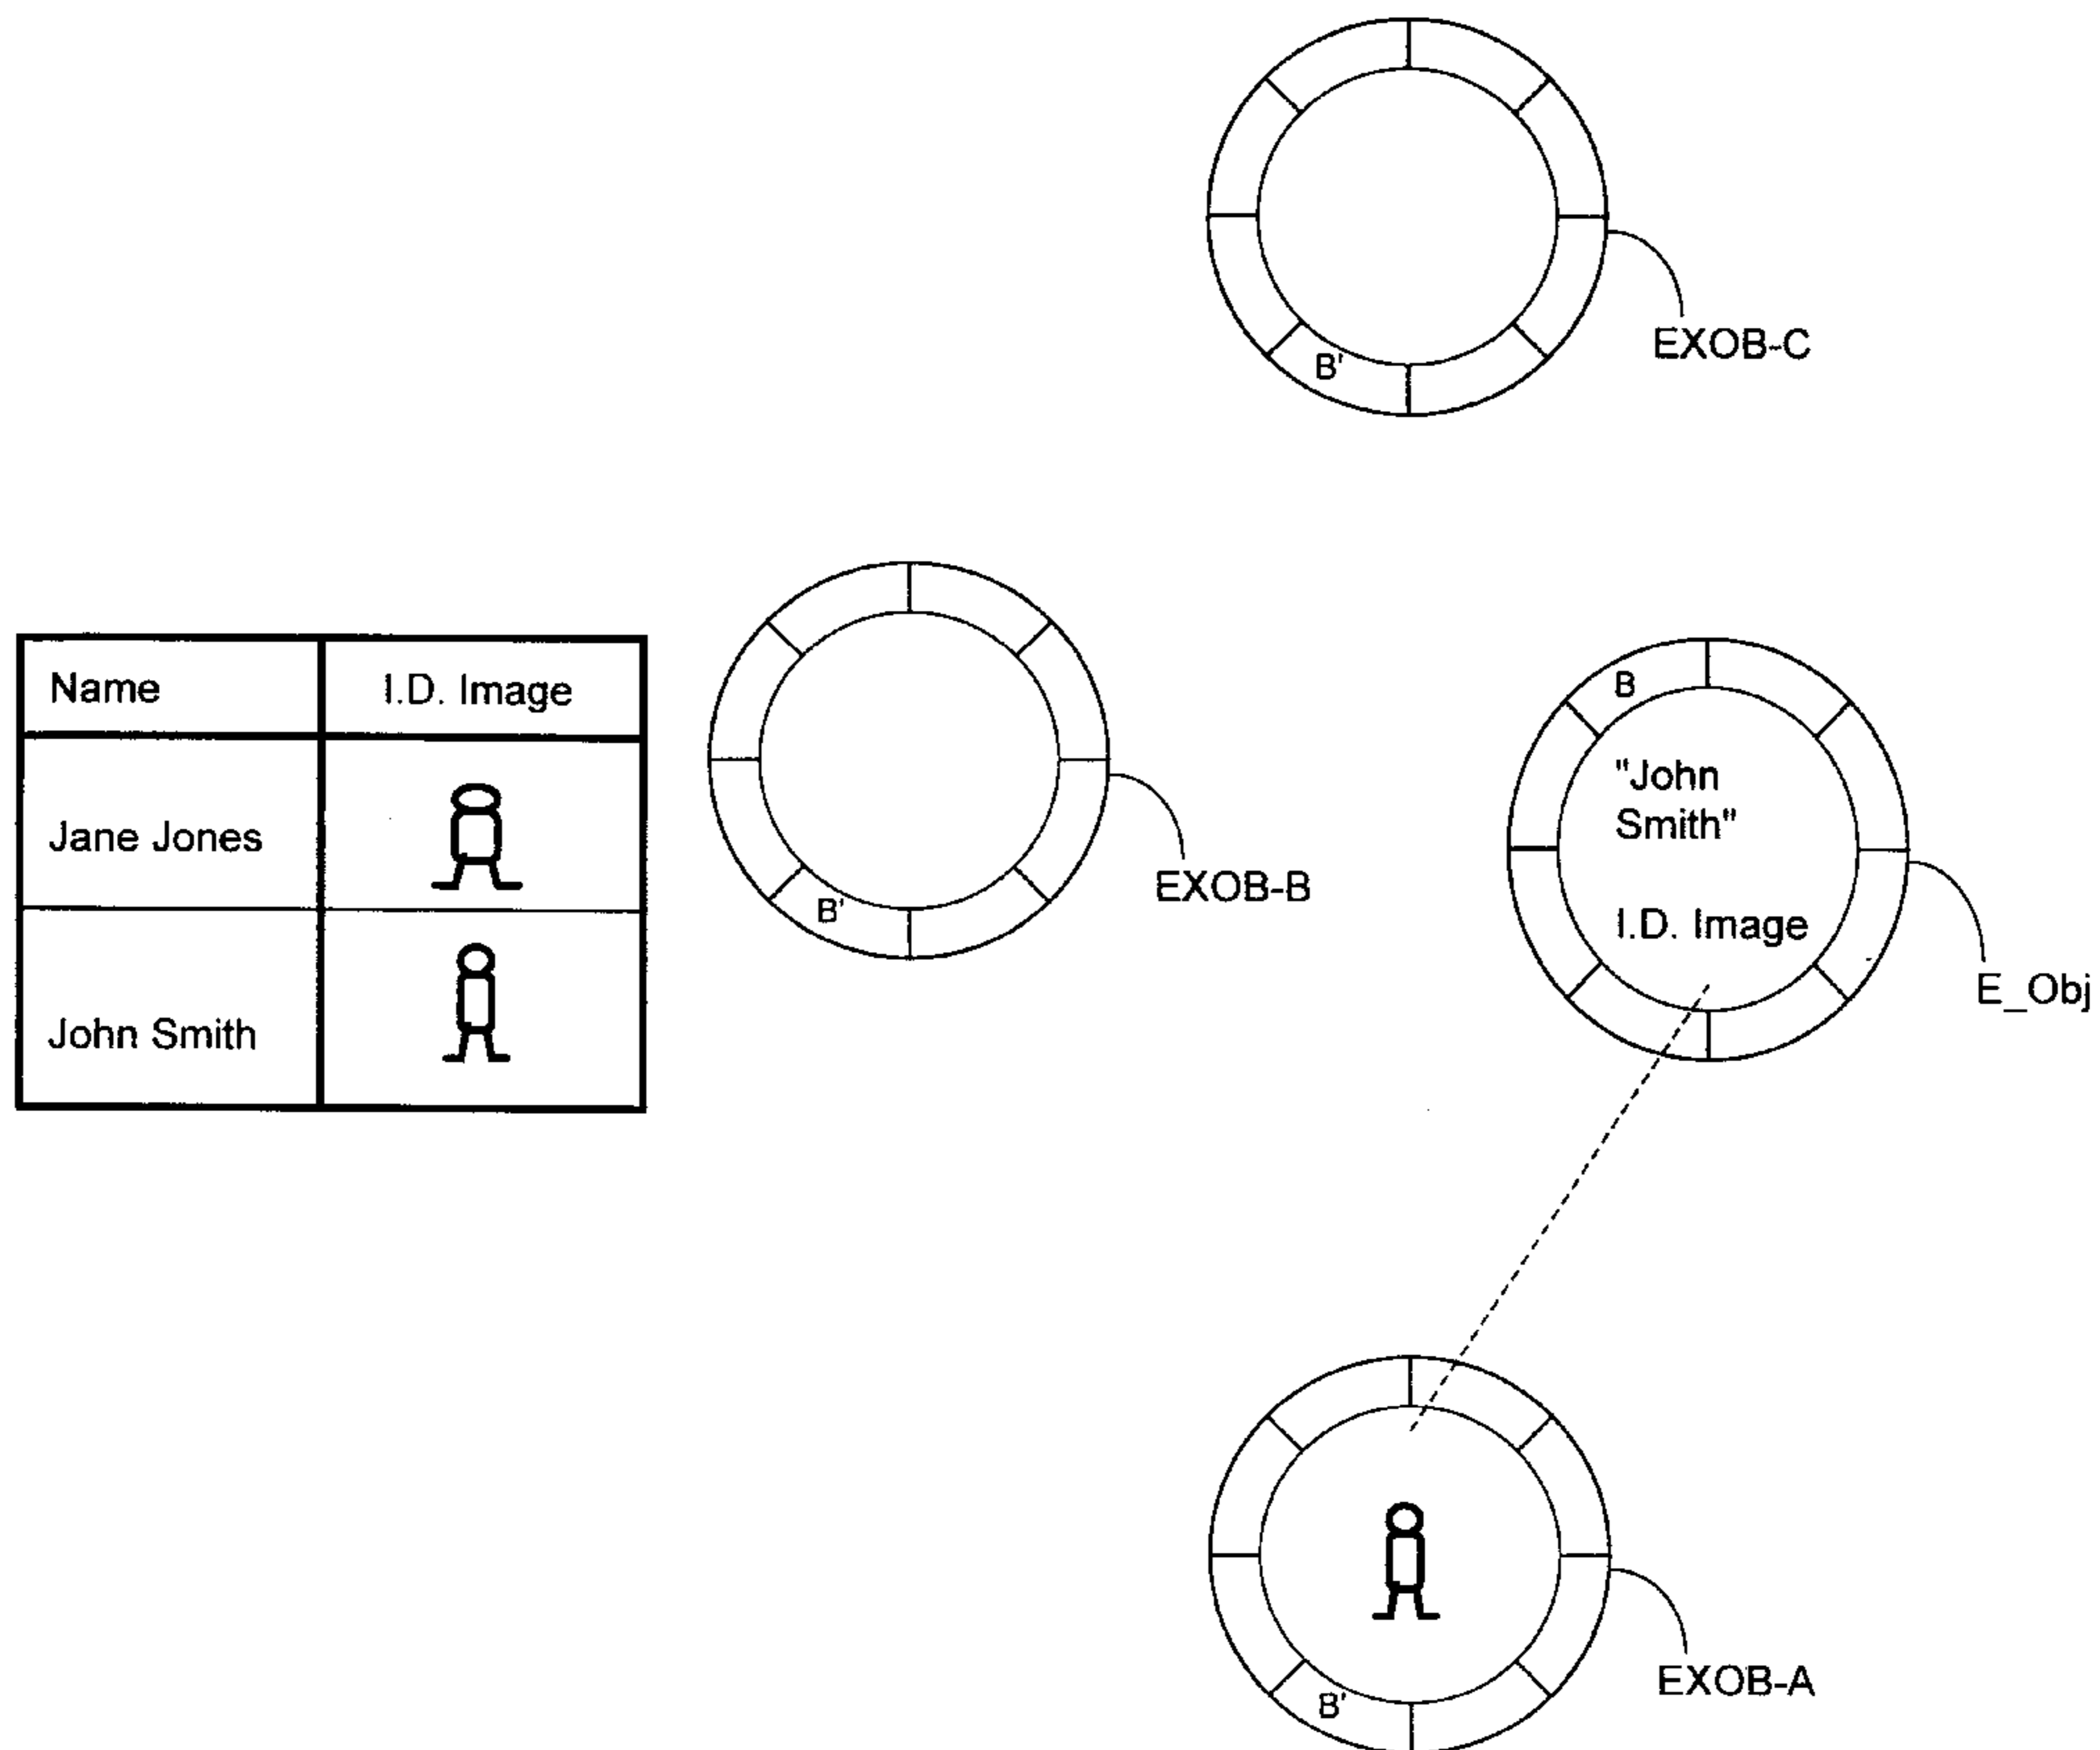 EXOB-C
B'
Name
I.D. Image
Jane Jones
John Smith
B'
EXOB-B
B
"John
Smith"
I.D. Image
E_Obj
B'
EXOB-A